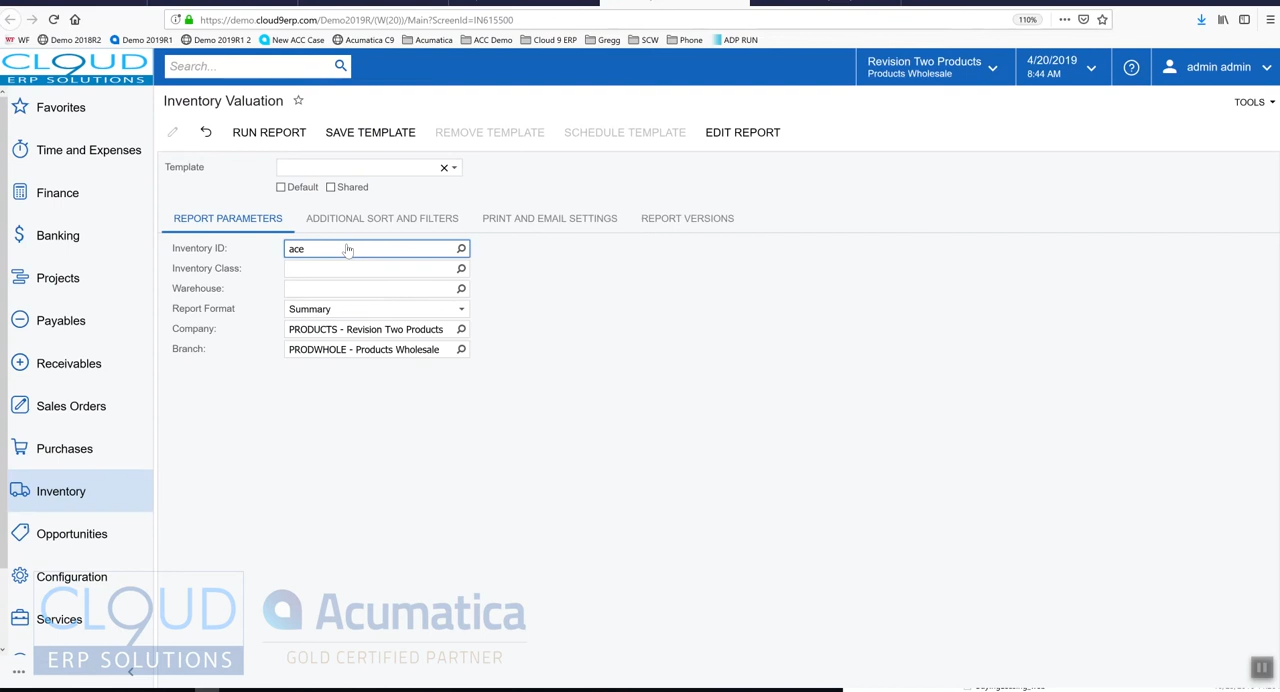 https://demo.cloud9erp.com/Demo2019R/(W(20))/Main?ScreenId=IN615500
110%
WF Demo 2018R2 Demo 2019R1 Demo 2019R1 2 New ACC Case Acumatica C9 Acumatica ACC Demo Cloud 9 ERP Gregg SCW Phone ADP RUN
CLOUD
ERP SOLUTIONS
Search...
Revision Two Products
Products Wholesale
4/20/2019
8:44 AM
admin admin
Favorites
Time and Expenses
Finance
Banking
Projects
Payables
Receivables
Sales Orders
Purchases
Inventory
Opportunities
Configuration
Services
Inventory Valuation
TOOLS
RUN REPORT SAVE TEMPLATE REMOVE TEMPLATE SCHEDULE TEMPLATE EDIT REPORT
Template
Default Shared
REPORT PARAMETERS ADDITIONAL SORT AND FILTERS PRINT AND EMAIL SETTINGS REPORT VERSIONS
Inventory ID: ace
Inventory Class:
Warehouse:
Report Format Summary
Company: PRODUCTS - Revision Two Products
Branch: PRODWHOLE - Products Wholesale
CL9UD
ERP SOLUTIONS
Acumatica
GOLD CERTIFIED PARTNER